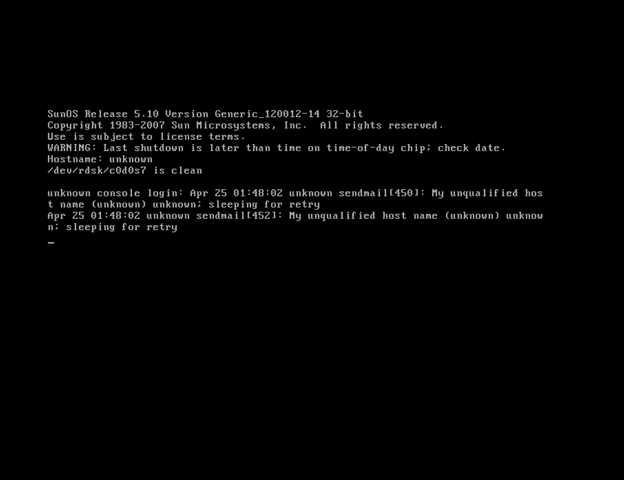 SunOS Release 5.10 Version Generic_120012-14 32-bit
Copyright 1983-2007 Sun Microsystems, Inc.  All rights reserved.
Use is subject to license terms.
WARNING: Last shutdown is later than time on time-of-day chip; check date.
Hostname: unknown
/dev/rdsk/c0d0s7 is clean
unknown console login: Apr 25 01:48:02 unknown sendmail[450]: My unqualified hos
t name (unknown) unknown; sleeping for retry
Apr 25 01:48:02 unknown sendmail[452]: My unqualified host name (unknown) unknow
n; sleeping for retry